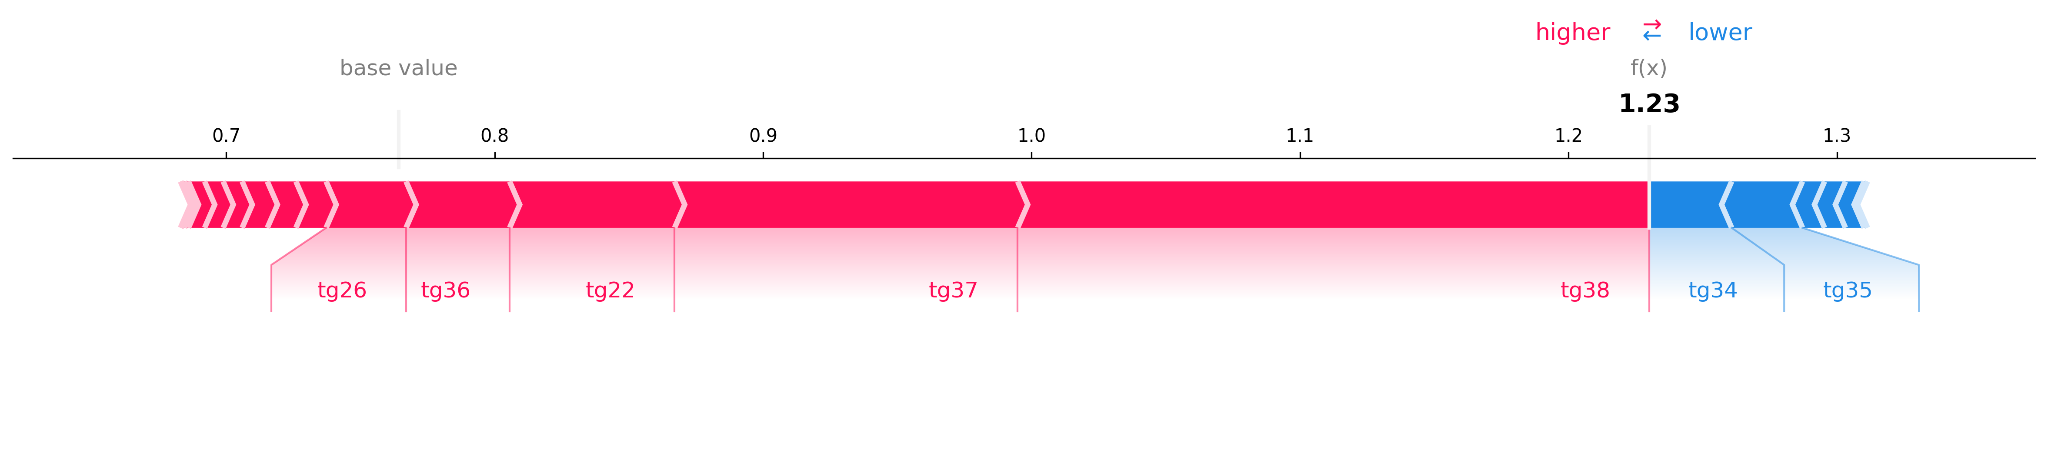 higher ⇄ lower
base value f(x)
1.23
0.7 0.8 0.9 1.0 1.1 1.2 1.3
tg26 tg36 tg22 tg37 tg38 tg34 tg35